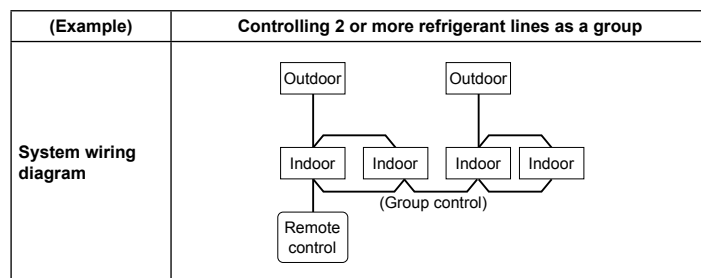 (Example)
Controlling 2 or more refrigerant lines as a group
System wiring
diagram
Outdoor
Outdoor
Indoor
Indoor
Indoor
Indoor
(Group control)
Remote
control